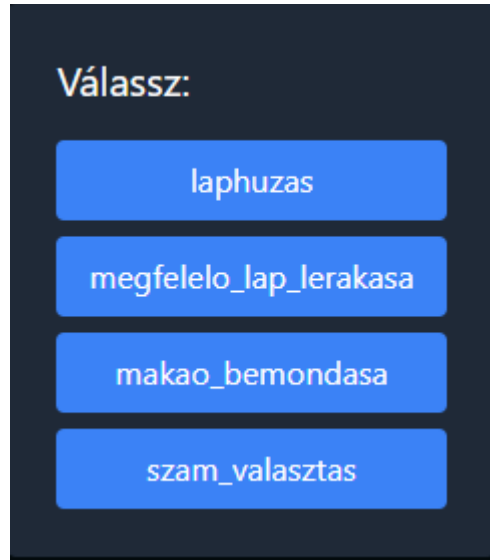 Válassz:
laphuzas
megfelelo_lap_lerakasa
makao_bemondasa
szam_valasztas